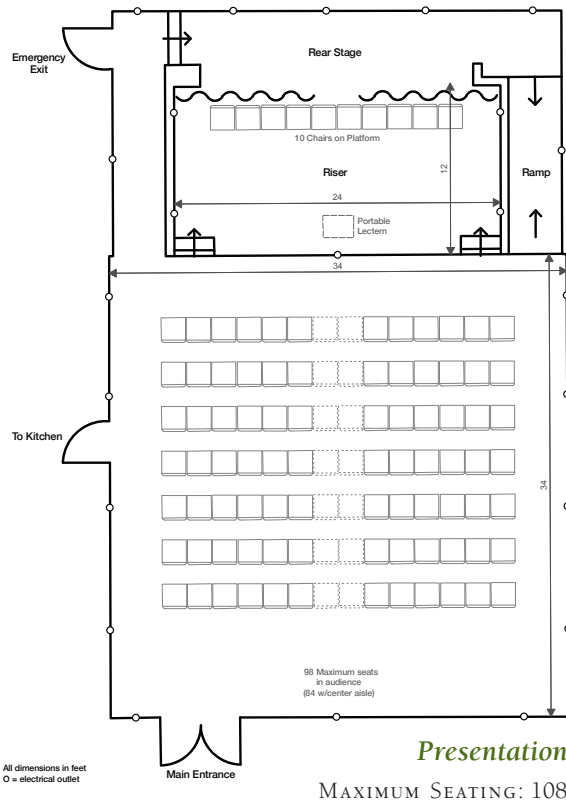 Emergency
Exit
Rear Stage
10 Chairs on Platform
12
Riser
Ramp
24
Portable
Lectern
34
To Kitchen
34
98 Maximum seats
in audience
(84 w/center aisle)
Presentation
All dimensions in feet
O = electrical outlet
Main Entrance
Maximum Seating: 108